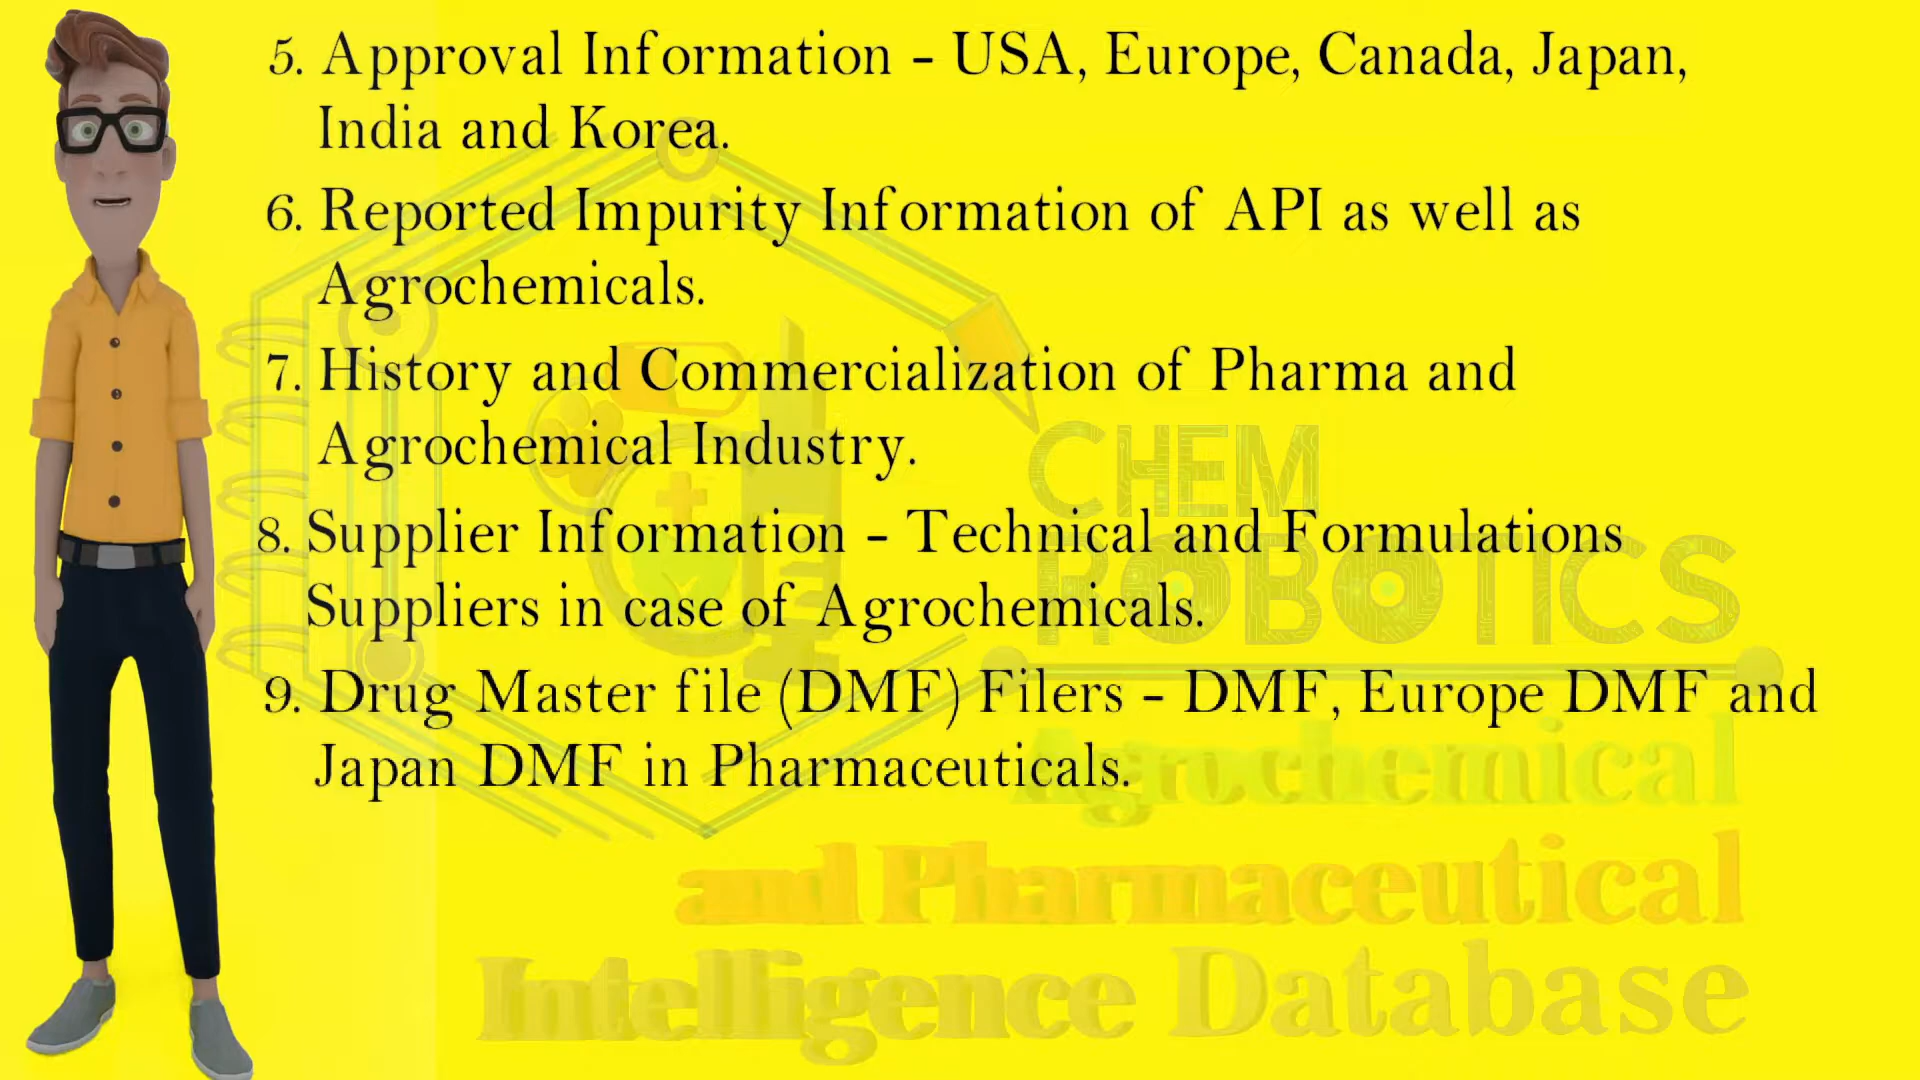 5. Approval Information - USA, Europe, Canada, Japan,
India and Korea.
6. Reported Impurity Information of API as well as
Agrochemicals.
7. History and Commercialization of Pharma and
Agrochemical Industry.
8. Supplier Information - Technical and Formulations
Suppliers in case of Agrochemicals.
9. Drug Master file (DMF) Filers - DMF, Europe DMF and
Japan DMF in Pharmaceuticals.
CHEM
ROBOTICS
Agrochemical
and Pharmaceutical
Intelligence Database